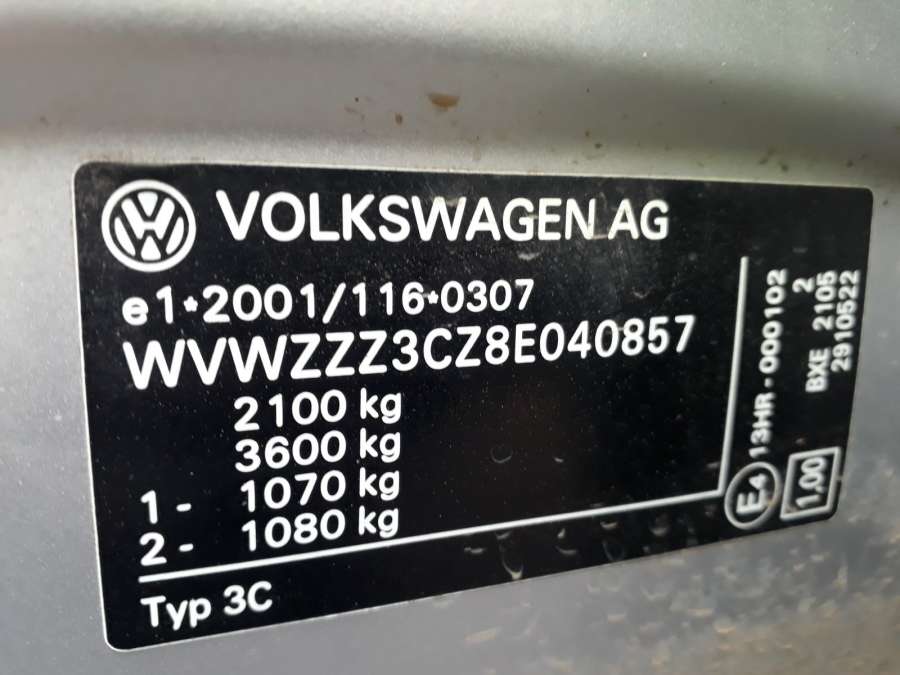 VOLKSWAGEN AG
e1*2001/116*0307
WVWZZZ3CZ8E040857
2100 kg
3600 kg
1 - 1070 kg
2 - 1080 kg
Typ 3C
E4 13HR-000102
2
BXE 2105
2910522
1,00